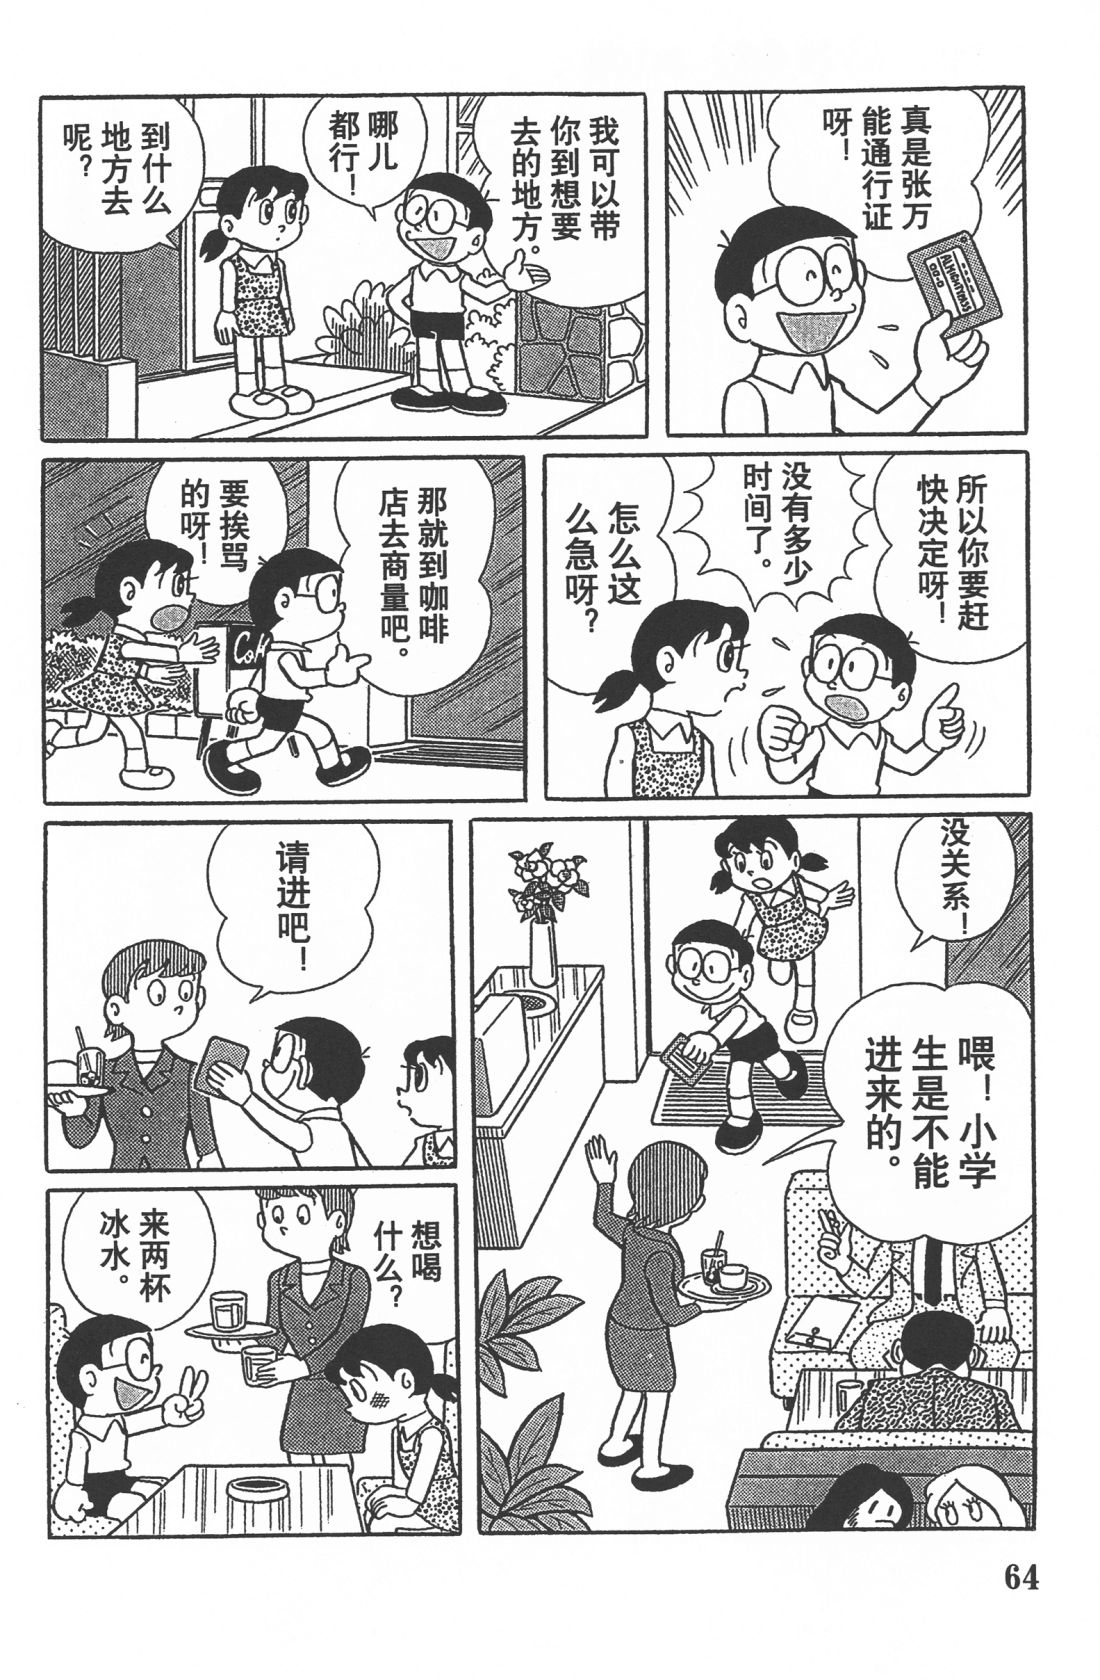 真是张万
能通行证
呀！
ALMIGHTY PASS
我可以带
你到想要
去的地方。
哪儿
都行！
到什么
地方去
呢？
所以你要赶
快决定呀！
没有多少
时间了。
怎么这
么急呀？
那就到咖啡
店去商量吧。
要挨骂
的呀！
没关系！
喂！小学
生是不能
进来的。
请进吧！
想喝
什么？
来两杯
冰水。
64